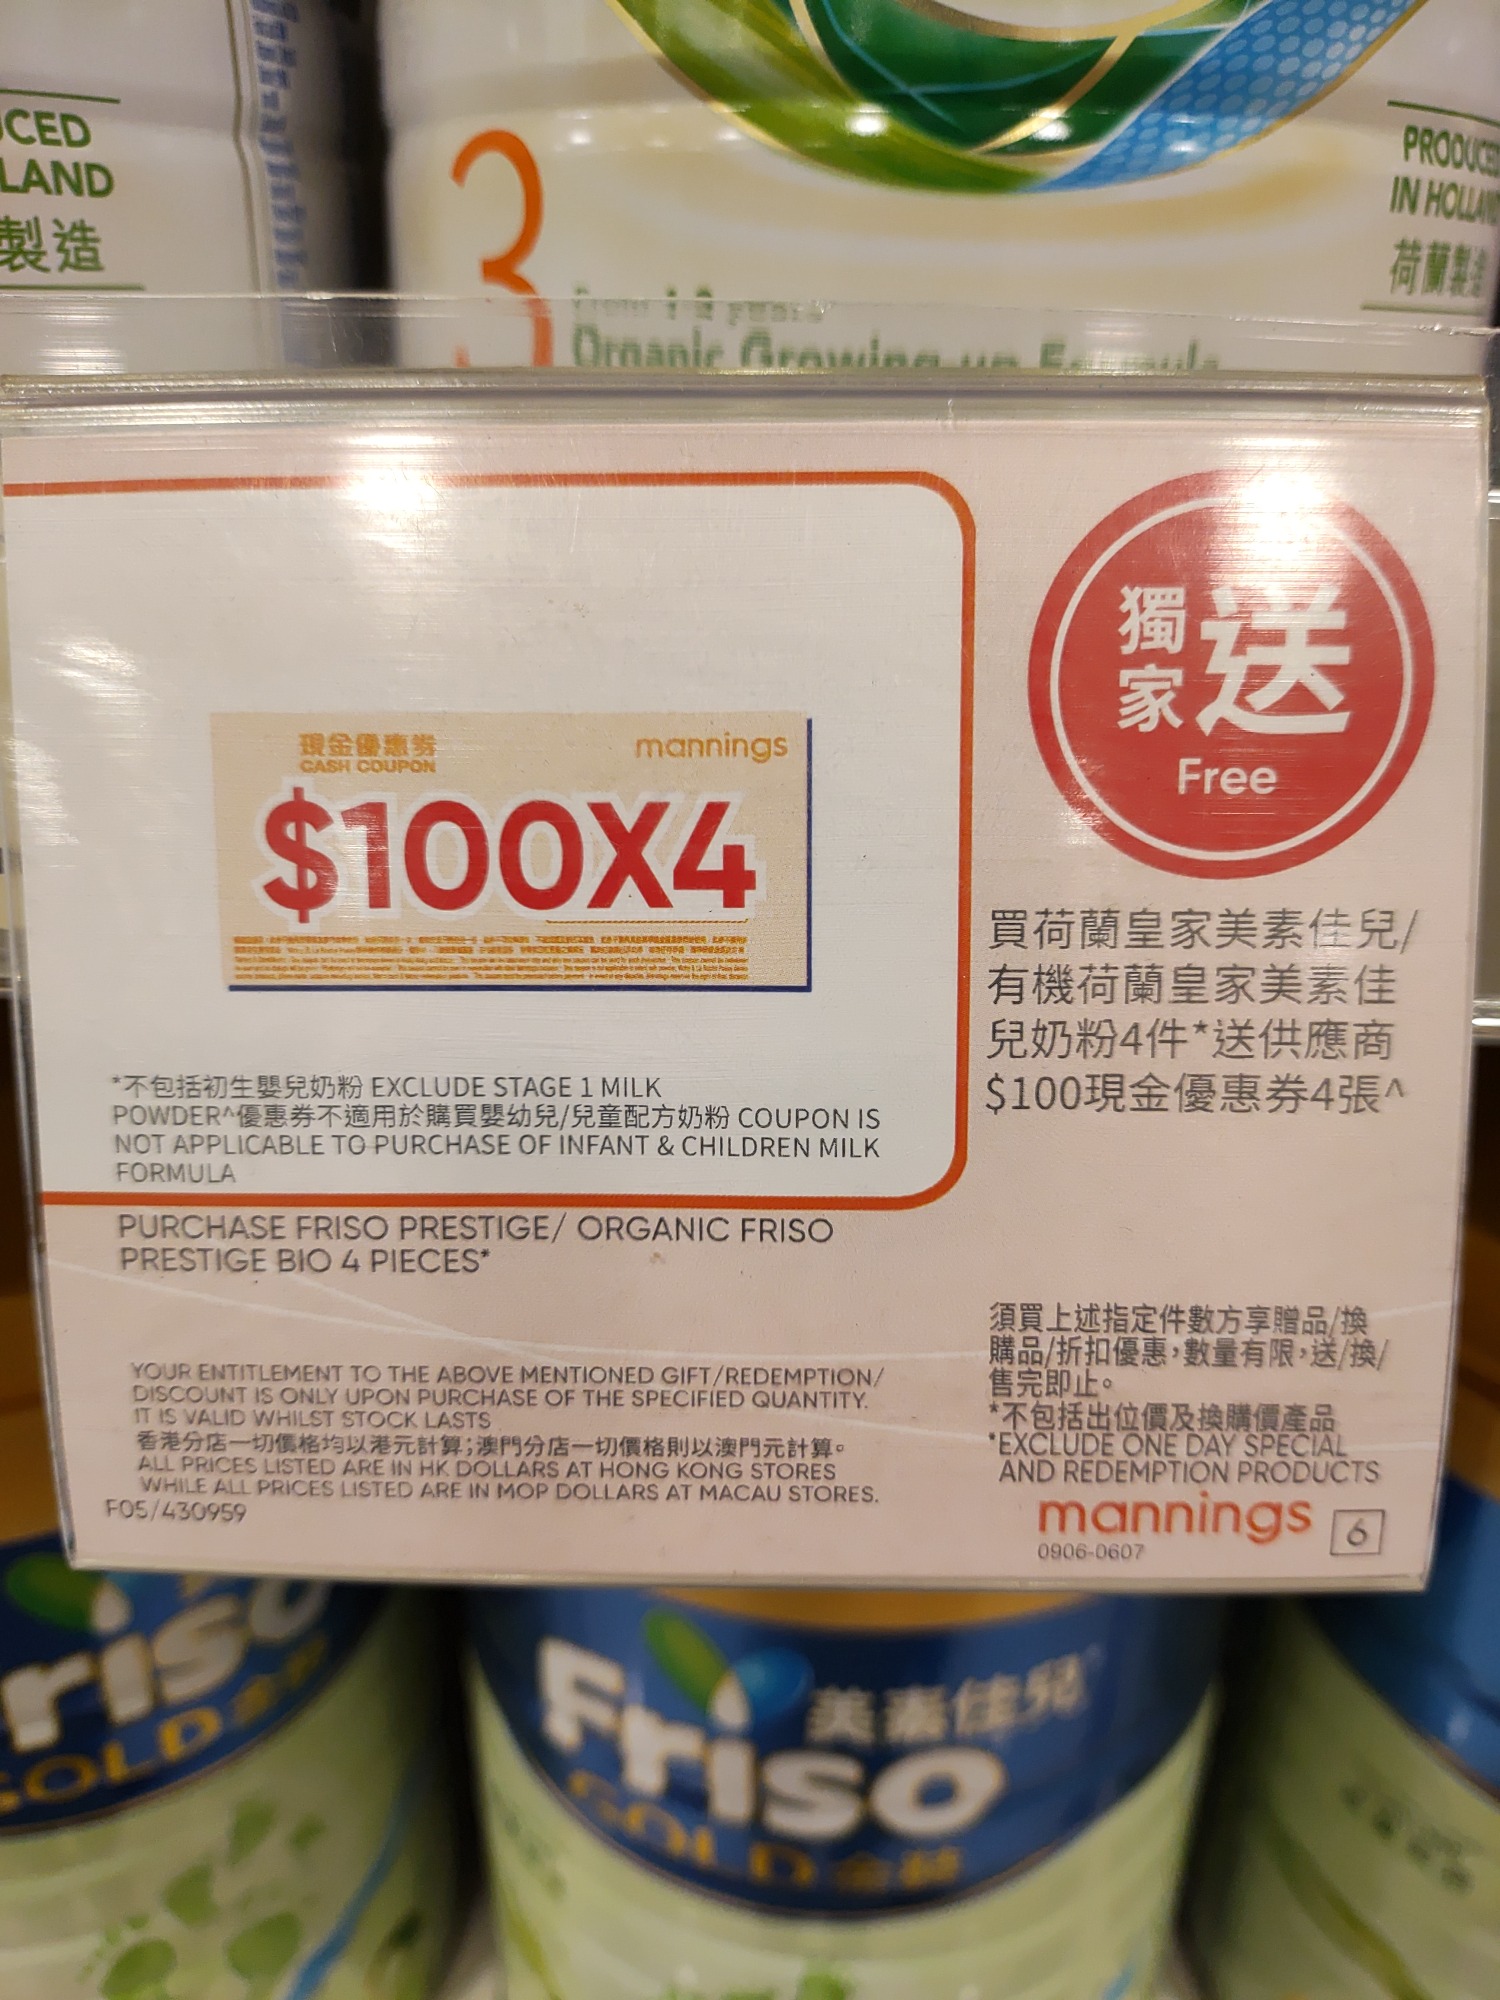 CED
LAND
製造
3
PRODUCED
IN HOLLAND
荷蘭製造
From 1-3 years
Organic Growing-up Formula
現金優惠券
CASH COUPON
mannings
$100X4
獨家送
Free
買荷蘭皇家美素佳兒/
有機荷蘭皇家美素佳
兒奶粉4件*送供應商
$100現金優惠券4張^
*不包括初生嬰兒奶粉 EXCLUDE STAGE 1 MILK
POWDER^優惠券不適用於購買嬰幼兒/兒童配方奶粉 COUPON IS
NOT APPLICABLE TO PURCHASE OF INFANT & CHILDREN MILK
FORMULA
PURCHASE FRISO PRESTIGE/ ORGANIC FRISO
PRESTIGE BIO 4 PIECES*
YOUR ENTITLEMENT TO THE ABOVE MENTIONED GIFT/REDEMPTION/
DISCOUNT IS ONLY UPON PURCHASE OF THE SPECIFIED QUANTITY.
IT IS VALID WHILST STOCK LASTS
香港分店一切價格均以港元計算;澳門分店一切價格則以澳門元計算。
ALL PRICES LISTED ARE IN HK DOLLARS AT HONG KONG STORES
WHILE ALL PRICES LISTED ARE IN MOP DOLLARS AT MACAU STORES.
F05/430959
須買上述指定件數方享贈品/換
購品/折扣優惠,數量有限,送/換/
售完即止。
*不包括出位價及換購價產品
*EXCLUDE ONE DAY SPECIAL
AND REDEMPTION PRODUCTS
mannings 6
0906-0607
riso
GOLD
Friso 美素佳兒
GOLD 金裝